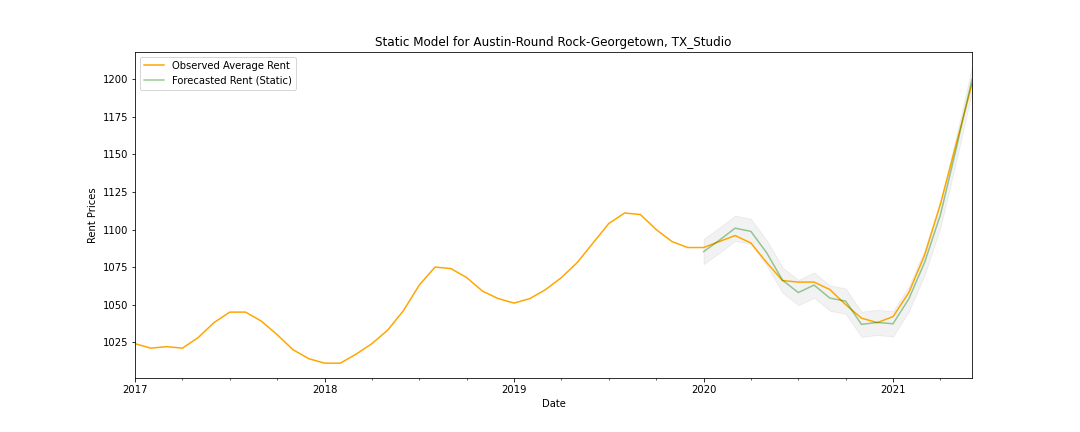 Static Model for Austin-Round Rock-Georgetown, TX_Studio
Observed Average Rent
Forecasted Rent (Static)
Rent Prices
1200
1175
1150
1125
1100
1075
1050
1025
2017
2018
2019
2020
2021
Date